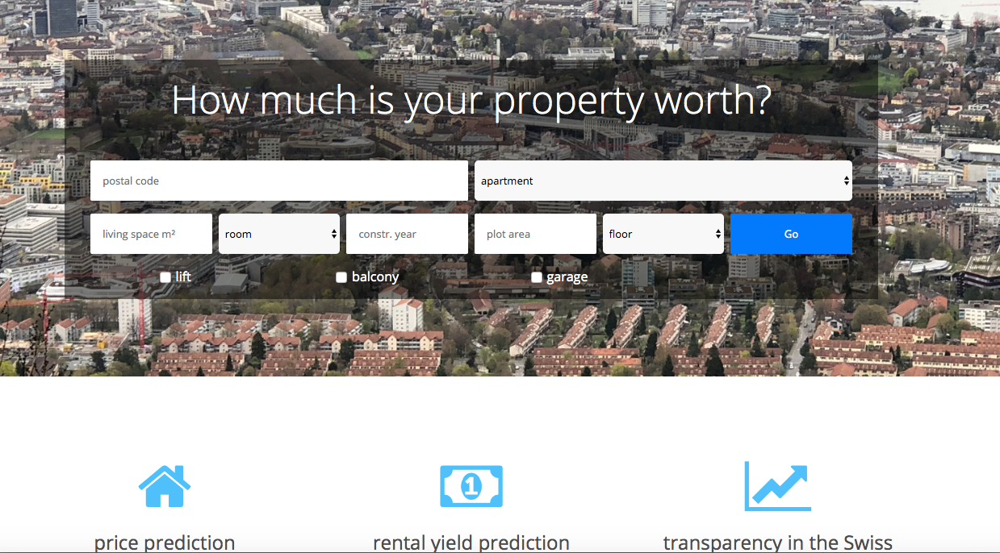 How much is your property worth?
postal code
apartment
living space m²
room
constr. year
plot area
floor
Go
lift
balcony
garage
1
price prediction
rental yield prediction
transparency in the Swiss